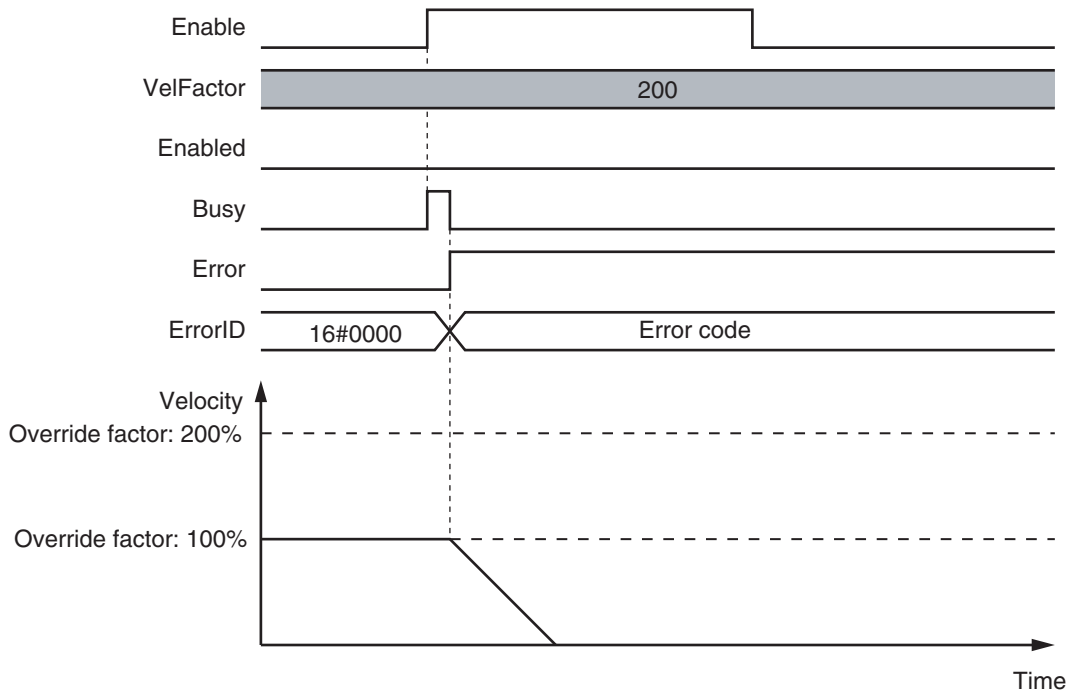 Enable
VelFactor
200
Enabled
Busy
Error
ErrorID
16#0000
Error code
Velocity
Override factor: 200%
Override factor: 100%
Time